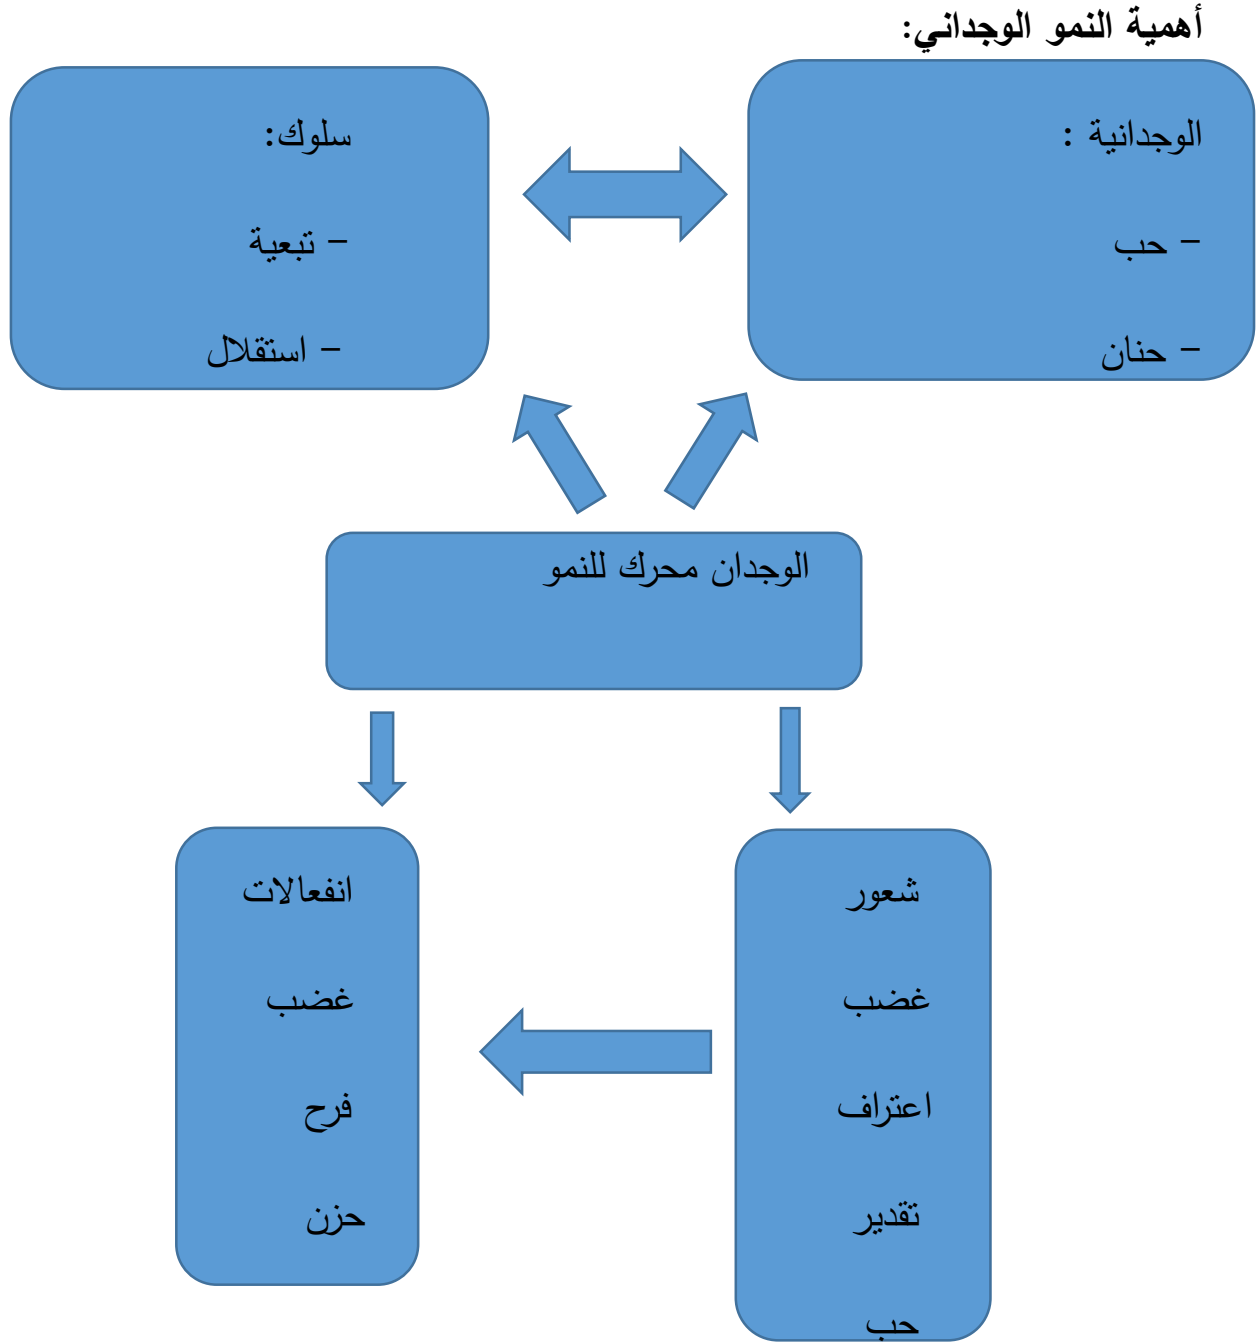 أهمية النمو الوجداني:
الوجدانية :
- حب
- حنان
سلوك:
- تبعية
- استقلال
الوجدان محرك للنمو
شعور
غضب
اعتراف
تقدير
حب
انفعالات
غضب
فرح
حزن